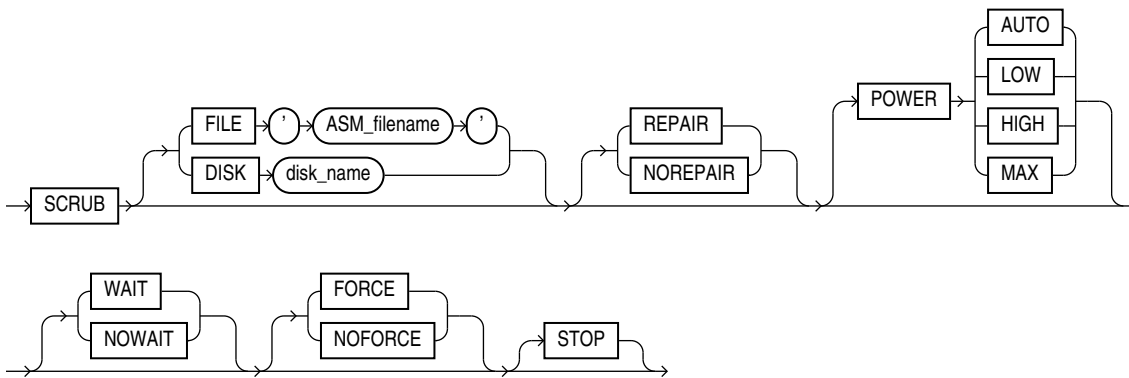 AUTO
FILE ' ASM_filename ' REPAIR POWER LOW
DISK disk_name NOREPAIR HIGH
SCRUB MAX
WAIT FORCE
NOWAIT NOFORCE STOP